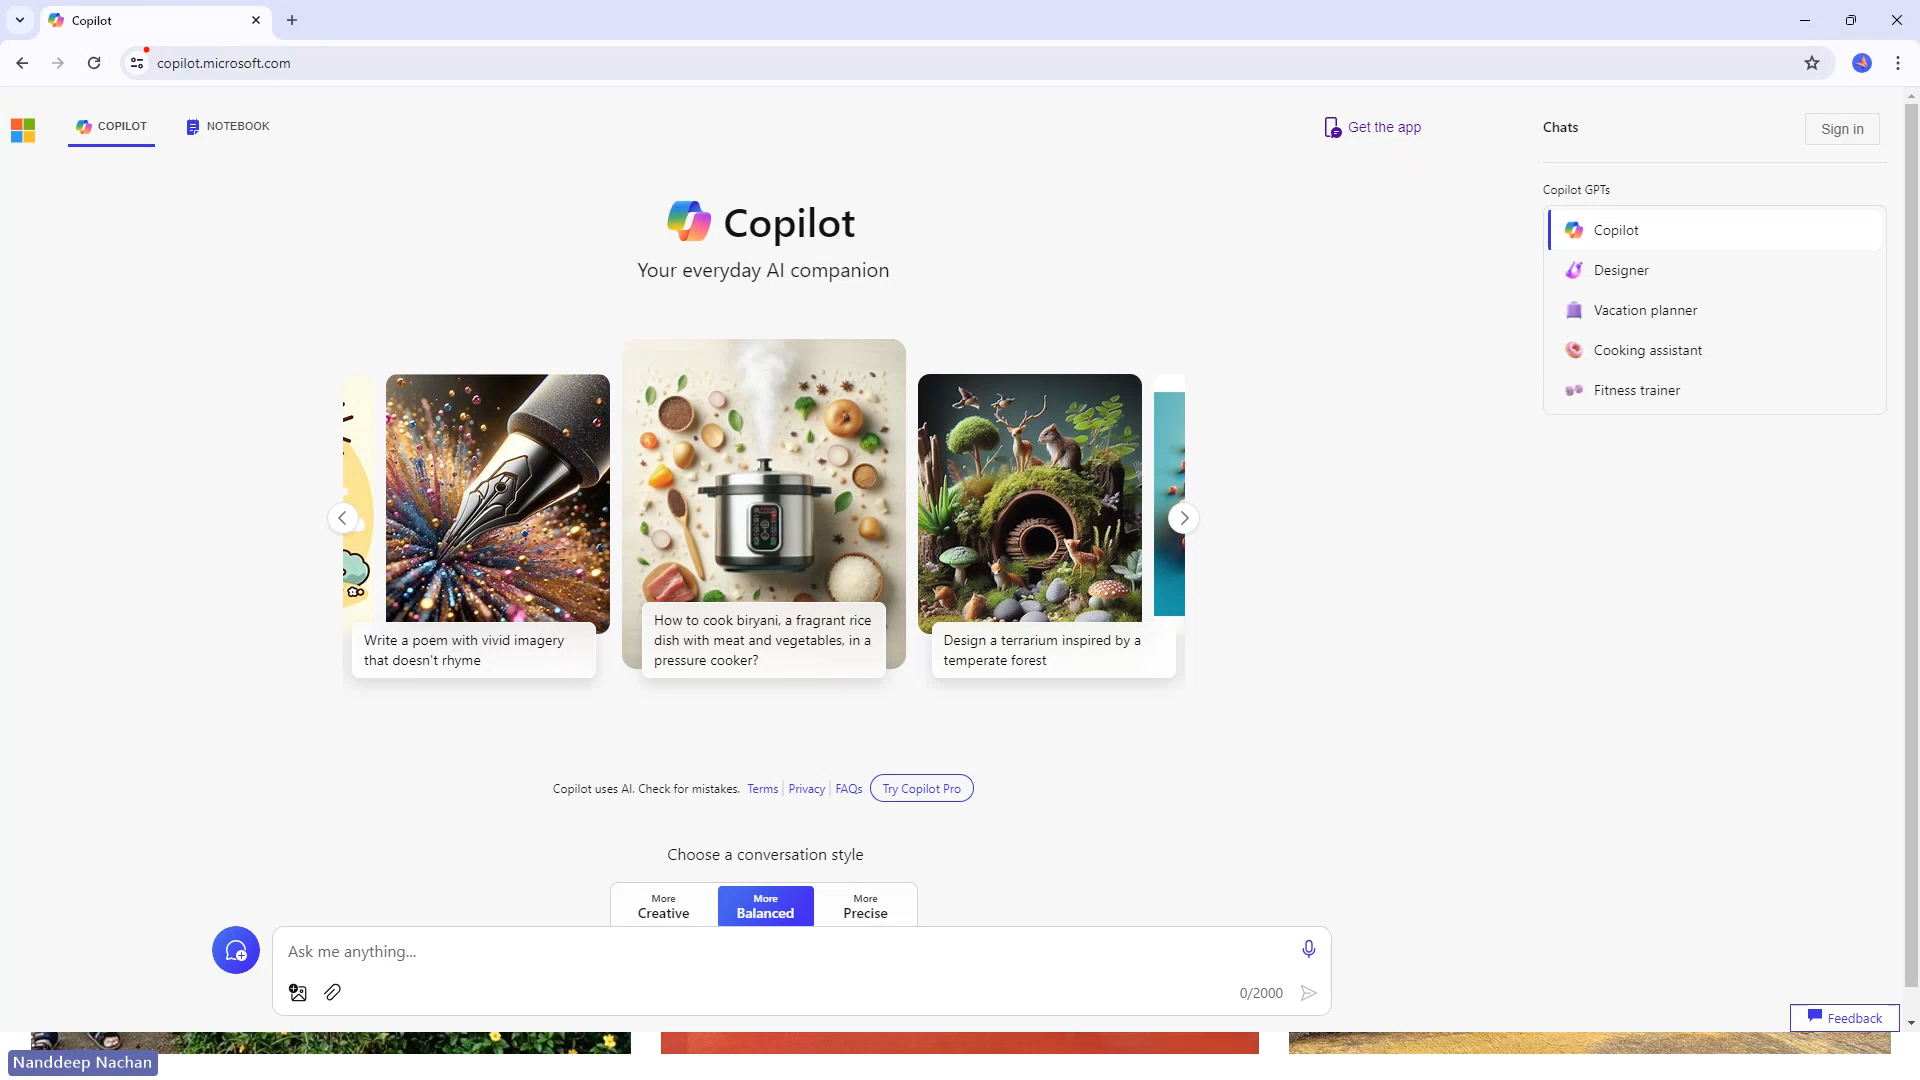 Copilot
copilot.microsoft.com
COPILOT
NOTEBOOK
Get the app
Chats
Sign in
Copilot GPTs
Copilot
Designer
Vacation planner
Cooking assistant
Fitness trainer
Copilot
Your everyday AI companion
Write a poem with vivid imagery
that doesn't rhyme
How to cook biryani, a fragrant rice
dish with meat and vegetables, in a
pressure cooker?
Design a terrarium inspired by a
temperate forest
Copilot uses AI. Check for mistakes. Terms Privacy FAQs Try Copilot Pro
Choose a conversation style
More
Creative
More
Balanced
More
Precise
Ask me anything...
0/2000
Feedback
Nanddeep Nachan